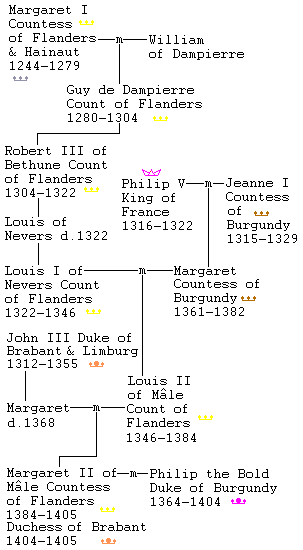 Margaret I
Countess
of Flanders
& Hainaut
1244–1279
m
William
of Dampierre
Guy de Dampierre
Count of Flanders
1280–1304
Robert III of
Bethune Count
of Flanders
1304–1322
Philip V
King of
France
1316–1322
m
Jeanne I
Countess
of
Burgundy
1315–1329
Louis of
Nevers d.1322
Louis I of
Nevers Count
of Flanders
1322–1346
m
Margaret
Countess of
Burgundy
1361–1382
John III Duke of
Brabant & Limburg
1312–1355
Louis II
of Mâle
Count of
Flanders
1346–1384
Margaret
d.1368
m
Margaret II of
Mâle Countess
of Flanders
1384–1405
Duchess of Brabant
1404–1405
m
Philip the Bold
Duke of Burgundy
1364–1404